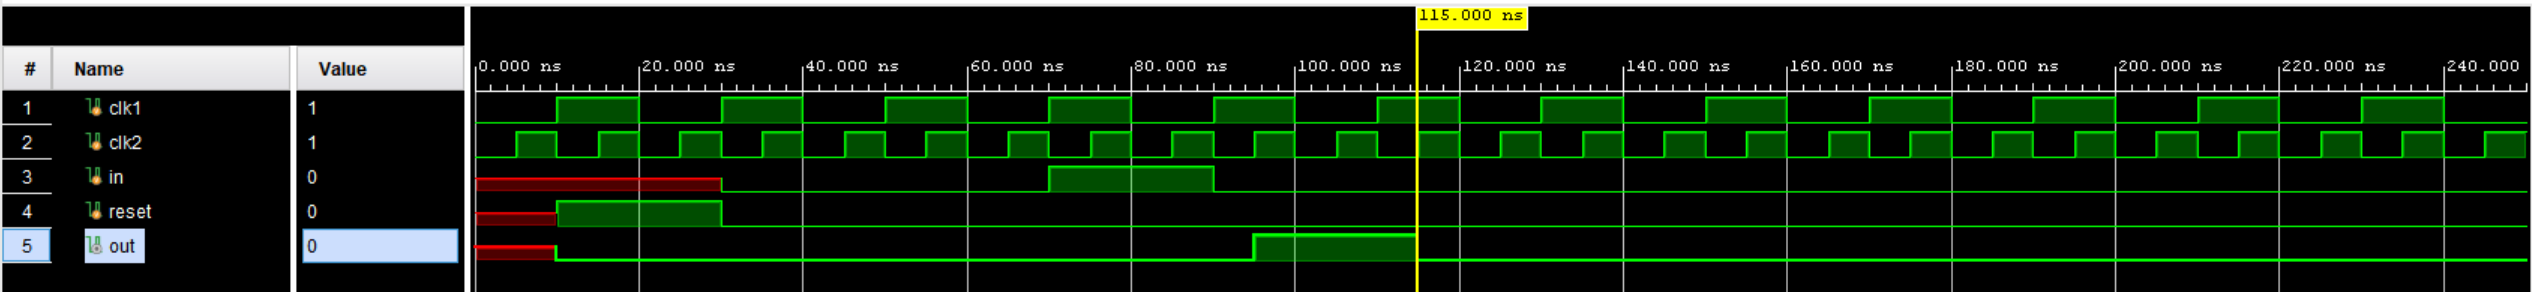 115.000 ns
# Name Value
0.000 ns 20.000 ns 40.000 ns 60.000 ns 80.000 ns 100.000 ns 120.000 ns 140.000 ns 160.000 ns 180.000 ns 200.000 ns 220.000 ns 240.000
1 clk1 1
2 clk2 1
3 in 0
4 reset 0
5 out 0